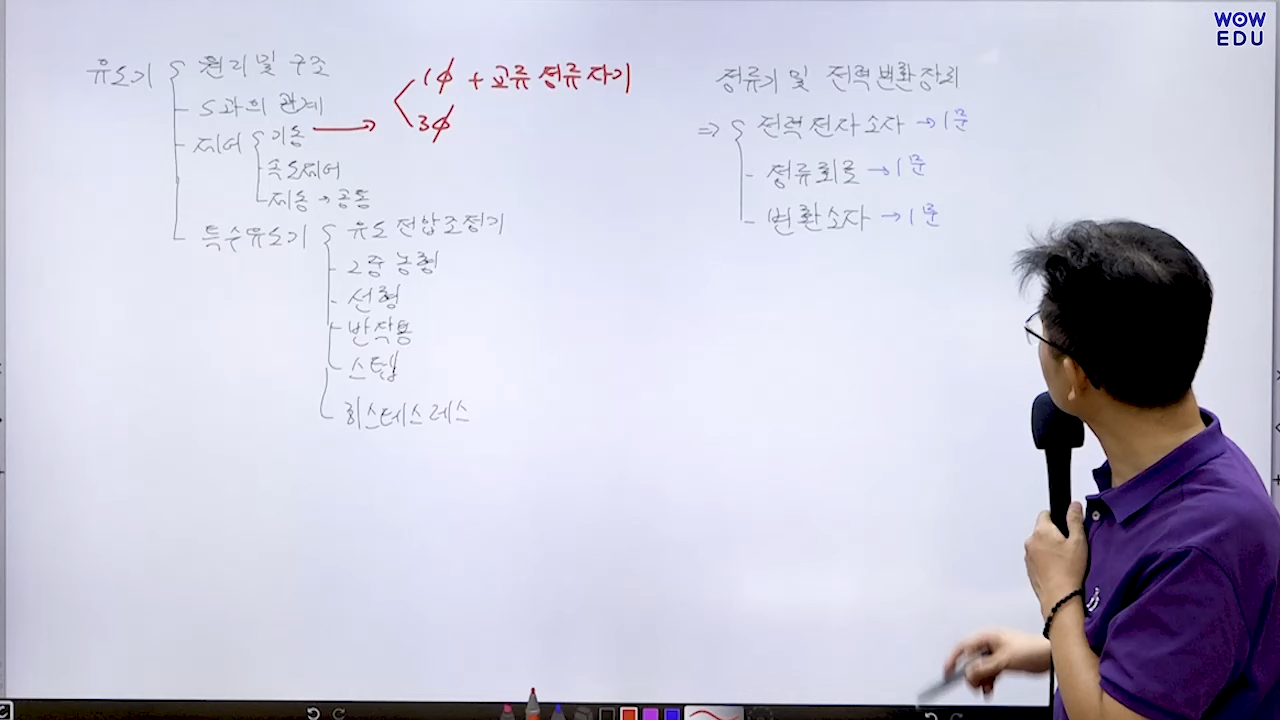 WOW
EDU
유도기
원리 및 구조
S과의 관계
제어
기동
속도제어
제동 → 공통
1φ + 교류 정류자기
3φ
특수유도기
유도 전압조정기
2중 농형
선형
반작용
스텝
히스테스레스
정류기 및 전력변환장치
⇒ 전력전자소자 → 1문
정류회로 → 1문
변환소자 → 1문